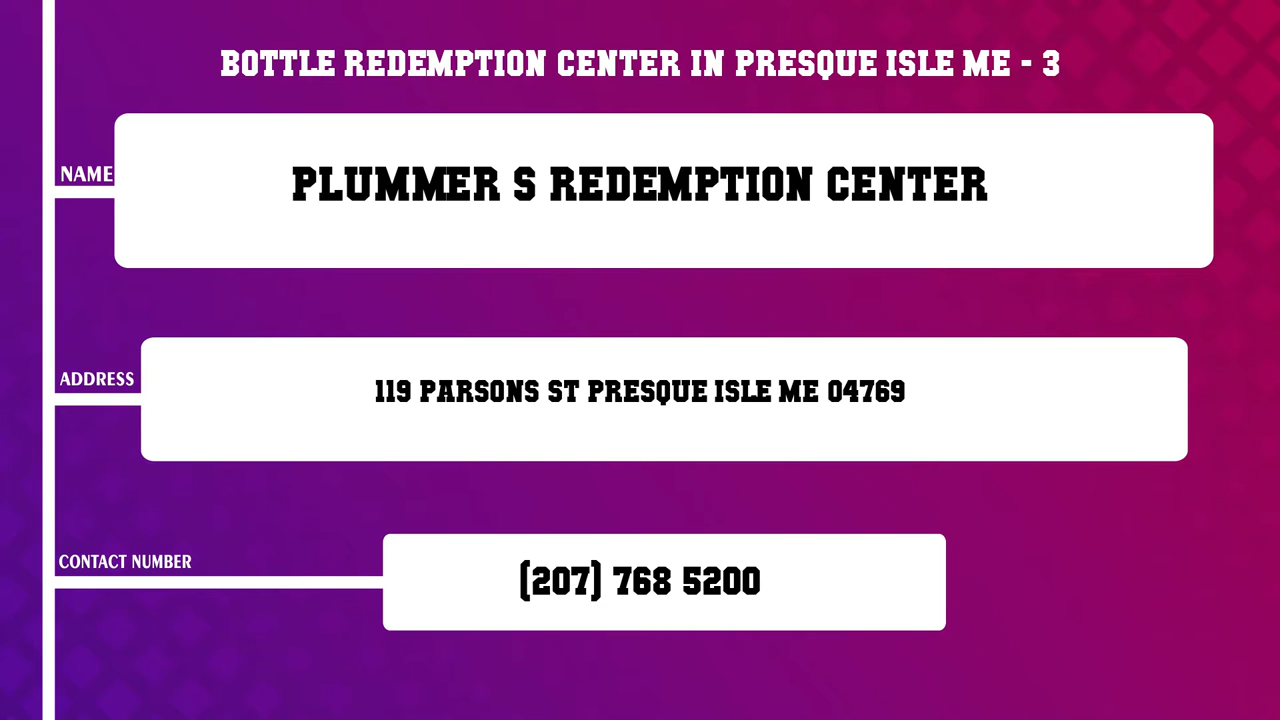 BOTTLE REDEMPTION CENTER IN PRESQUE ISLE ME - 3
NAME
PLUMMER S REDEMPTION CENTER
ADDRESS
119 PARSONS ST PRESQUE ISLE ME 04769
CONTACT NUMBER
(207) 768 5200